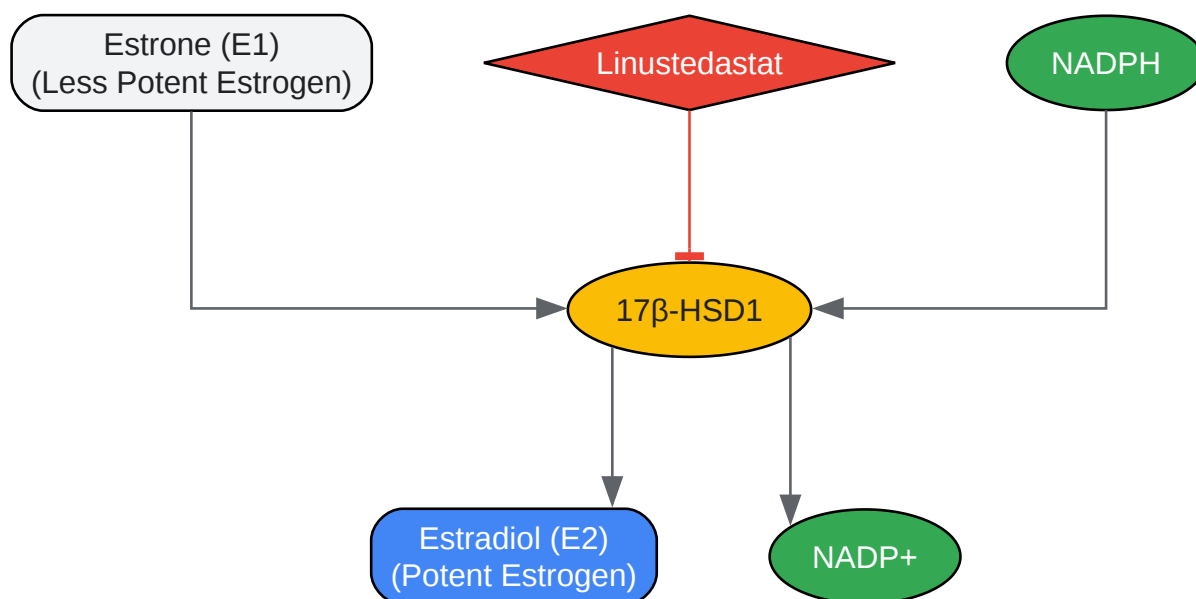 Estrone (E1)
(Less Potent Estrogen)
Linustedastat
NADPH
17β-HSD1
Estradiol (E2)
(Potent Estrogen)
NADP+